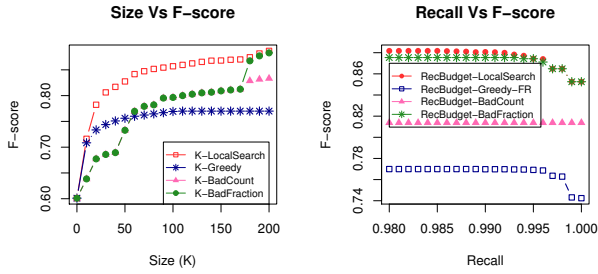 Size Vs F−score
F−score
0.60
0.70
0.80
0
50
100
150
200
Size (K)
K−LocalSearch
K−Greedy
K−BadCount
K−BadFraction
Recall Vs F−score
F−score
0.74
0.78
0.82
0.86
0.980
0.985
0.990
0.995
1.000
Recall
RecBudget−LocalSearch
RecBudget−Greedy−FR
RecBudget−BadCount
RecBudget−BadFraction